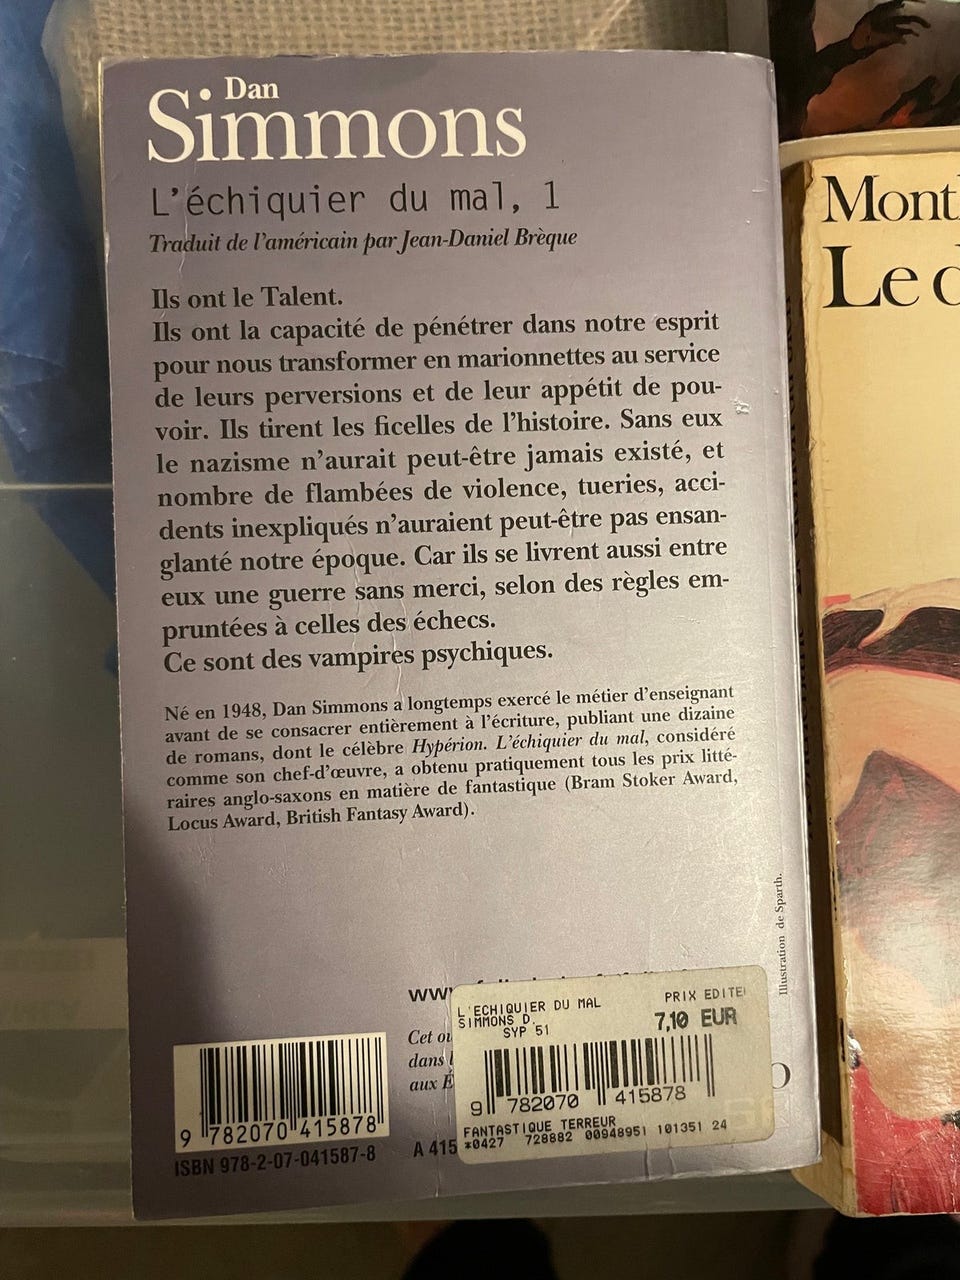 Dan
Simmons
L'échiquier du mal, 1
Traduit de l'américain par Jean-Daniel Brèque
Ils ont le Talent.
Ils ont la capacité de pénétrer dans notre esprit
pour nous transformer en marionnettes au service
de leurs perversions et de leur appétit de pou-
voir. Ils tirent les ficelles de l'histoire. Sans eux
le nazisme n'aurait peut-être jamais existé, et
nombre de flambées de violence, tueries, acci-
dents inexpliqués n'auraient peut-être pas ensan-
glanté notre époque. Car ils se livrent aussi entre
eux une guerre sans merci, selon des règles em-
pruntées à celles des échecs.
Ce sont des vampires psychiques.
Né en 1948, Dan Simmons a longtemps exercé le métier d'enseignant
avant de se consacrer entièrement à l'écriture, publiant une dizaine
de romans, dont le célèbre Hypérion. L'échiquier du mal, considéré
comme son chef-d'œuvre, a obtenu pratiquement tous les prix litté-
raires anglo-saxons en matière de fantastique (Bram Stoker Award,
Locus Award, British Fantasy Award).
Illustration de Sparth.
www
Cet
dans
aux
A 415
L'ECHIQUIER DU MAL
SIMMONS D.
SYP 51
PRIX EDITE
7,10 EUR
9 782070 415878
FANTASTIQUE TERREUR
*0427 728882 00948951 101351 24
9 782070 415878
ISBN 978-2-07-041587-8
Mont
Le d